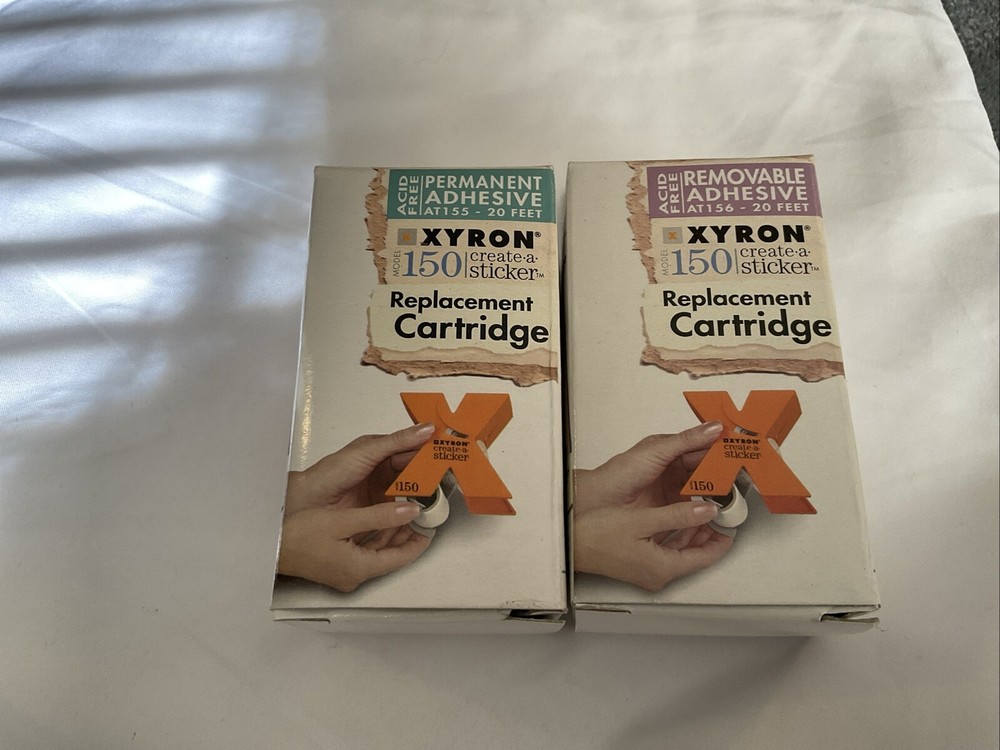 ACID FREE
PERMANENT
ADHESIVE
AT155 - 20 FEET
X XYRON®
MODEL 150 create·a·
sticker™
Replacement
Cartridge
XYRON®
create·a·
sticker
150
ACID FREE
REMOVABLE
ADHESIVE
AT156 - 20 FEET
X XYRON®
MODEL 150 create·a·
sticker™
Replacement
Cartridge
XYRON®
create·a·
sticker
150